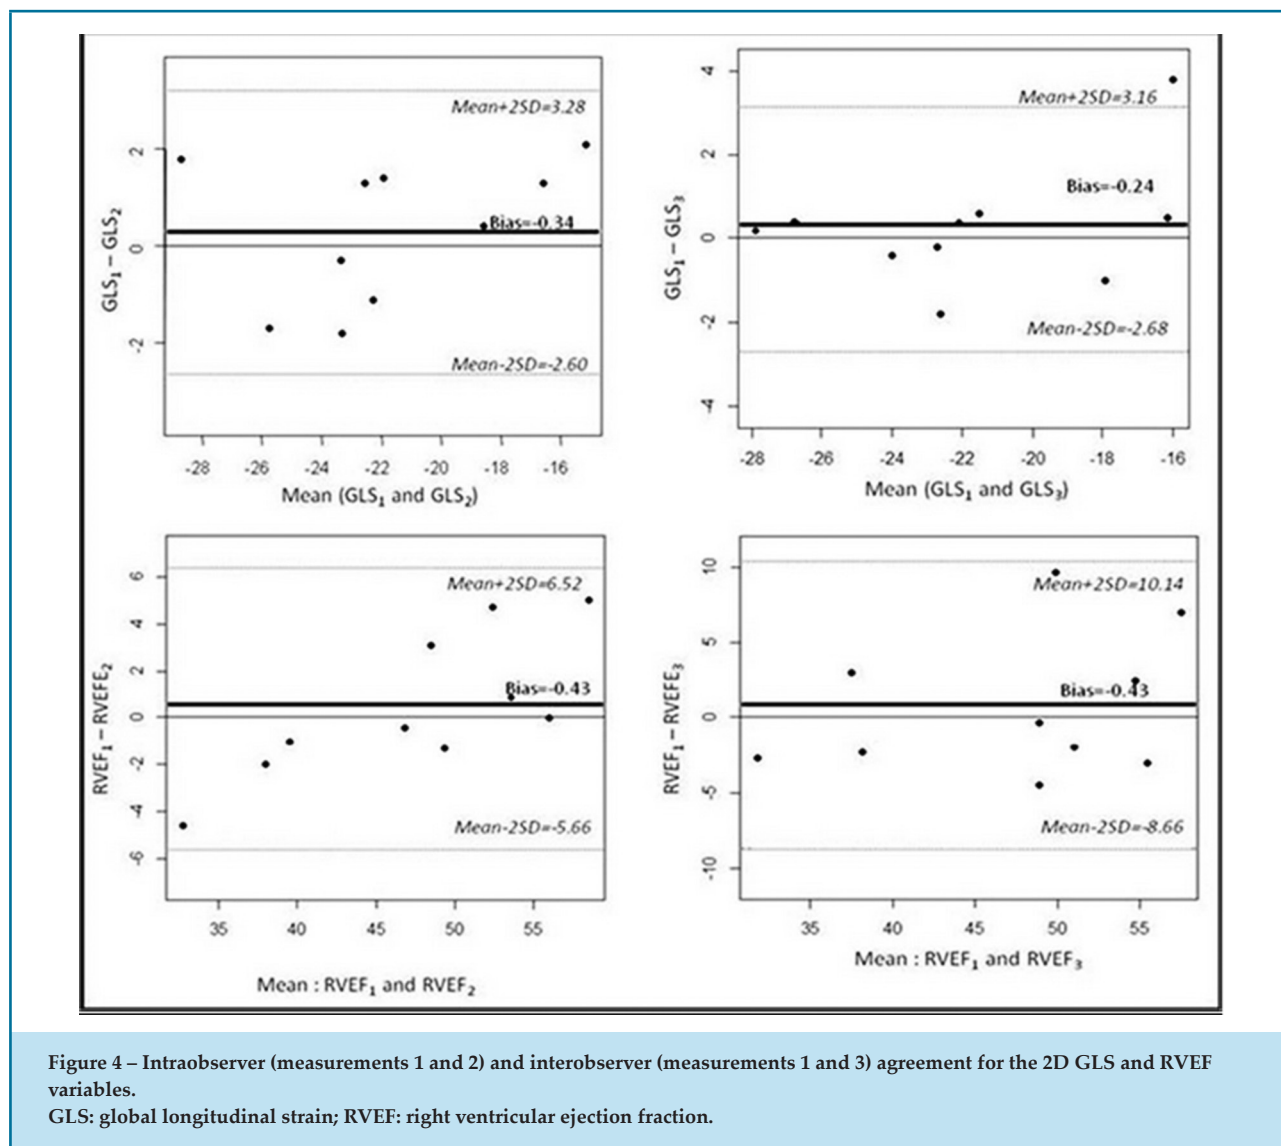 Mean+2SD=3.28
2
Bias=-0.34
0
-2
Mean-2SD=-2.60
GLS1 – GLS2
-28 -26 -24 -22 -20 -18 -16
Mean (GLS1 and GLS2)
4
Mean+2SD=3.16
2
Bias=-0.24
0
-2
Mean-2SD=-2.68
-4
GLS1 – GLS3
-28 -26 -24 -22 -20 -18 -16
Mean (GLS1 and GLS3)
6
Mean+2SD=6.52
4
2
Bias=-0.43
0
-2
-4
Mean-2SD=-5.66
-6
RVEF1 – RVEFE2
35 40 45 50 55
Mean : RVEF1 and RVEF2
10
Mean+2SD=10.14
5
Bias=-0.43
0
-5
Mean-2SD=-8.66
-10
RVEF1 – RVEFE3
35 40 45 50 55
Mean : RVEF1 and RVEF3
Figure 4 – Intraobserver (measurements 1 and 2) and interobserver (measurements 1 and 3) agreement for the 2D GLS and RVEF
variables.
GLS: global longitudinal strain; RVEF: right ventricular ejection fraction.